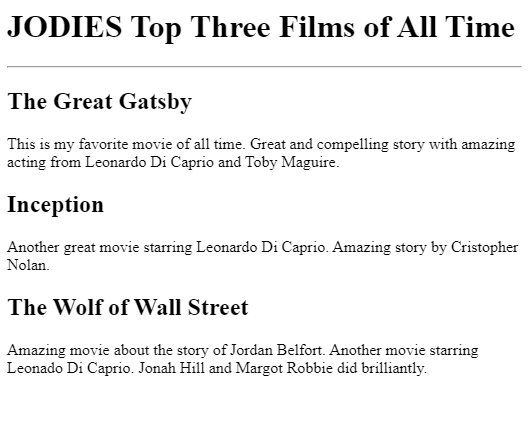 JODIES Top Three Films of All Time
The Great Gatsby
This is my favorite movie of all time. Great and compelling story with amazing
acting from Leonardo Di Caprio and Toby Maguire.
Inception
Another great movie starring Leonardo Di Caprio. Amazing story by Cristopher
Nolan.
The Wolf of Wall Street
Amazing movie about the story of Jordan Belfort. Another movie starring
Leonado Di Caprio. Jonah Hill and Margot Robbie did brilliantly.